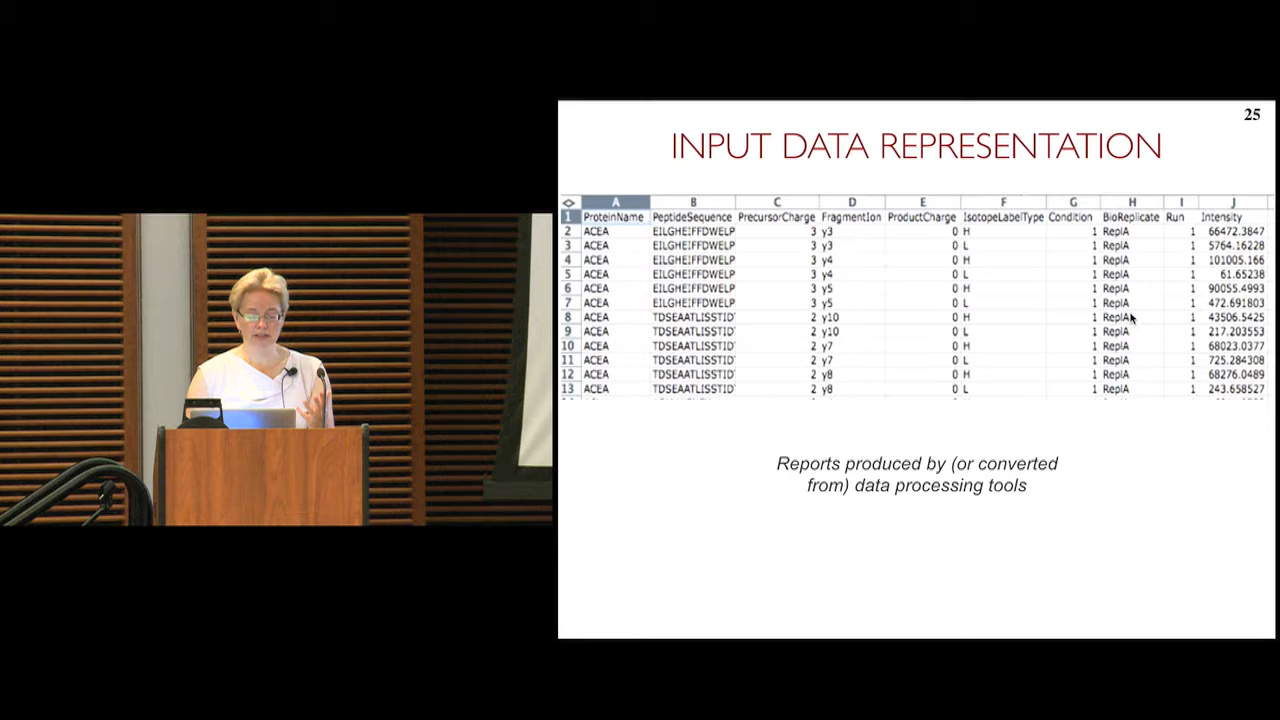 25
INPUT DATA REPRESENTATION
A B C D E F G H I J
1 ProteinName PeptideSequence PrecursorCharge FragmentIon ProductCharge IsotopeLabelType Condition BioReplicate Run Intensity
2 ACEA EILGHEIFFDWELP 3 y3 0 H 1 ReplA 1 66472.3847
3 ACEA EILGHEIFFDWELP 3 y3 0 L 1 ReplA 1 5764.16228
4 ACEA EILGHEIFFDWELP 3 y4 0 H 1 ReplA 1 101005.166
5 ACEA EILGHEIFFDWELP 3 y4 0 L 1 ReplA 1 61.65238
6 ACEA EILGHEIFFDWELP 3 y5 0 H 1 ReplA 1 90055.4993
7 ACEA EILGHEIFFDWELP 3 y5 0 L 1 ReplA 1 472.691803
8 ACEA TDSEAATLISSTID 2 y10 0 H 1 ReplA 1 43506.5425
9 ACEA TDSEAATLISSTID 2 y10 0 L 1 ReplA 1 217.203553
10 ACEA TDSEAATLISSTID 2 y7 0 H 1 ReplA 1 68023.0377
11 ACEA TDSEAATLISSTID 2 y7 0 L 1 ReplA 1 725.284308
12 ACEA TDSEAATLISSTID 2 y8 0 H 1 ReplA 1 68276.0489
13 ACEA TDSEAATLISSTID 2 y8 0 L 1 ReplA 1 243.658527
Reports produced by (or converted
from) data processing tools